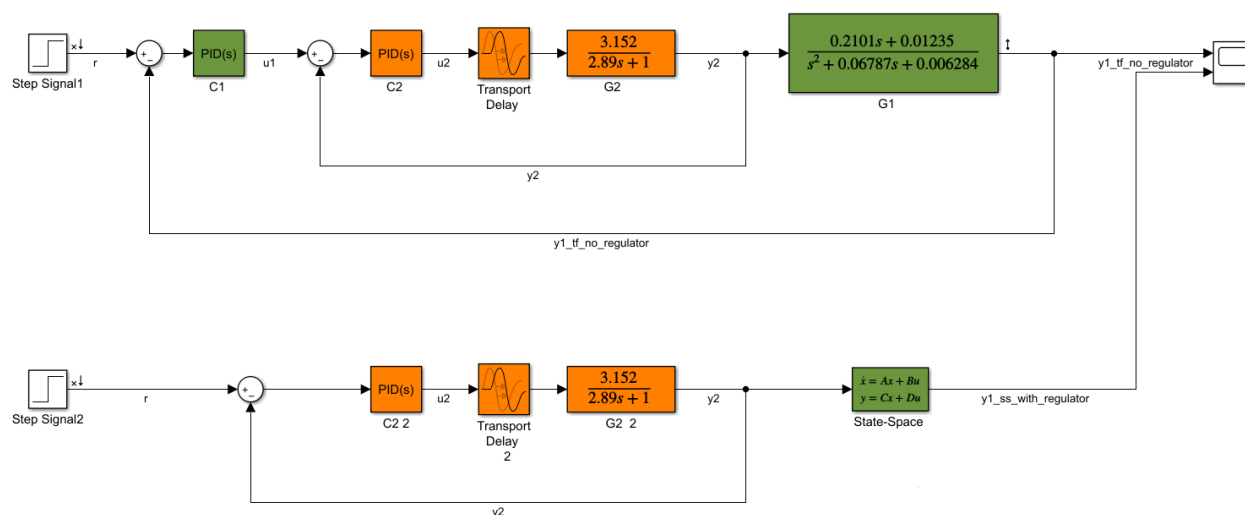 Step Signal1
r
+
−
PID(s)
C1
u1
+
−
PID(s)
C2
u2
Transport
Delay
3.152
2.89s + 1
G2
y2
0.2101s + 0.01235
s² + 0.06787s + 0.006284
G1
y1_tf_no_regulator
y2
y1_tf_no_regulator
Step Signal2
r
+
−
PID(s)
C2 2
u2
Transport
Delay
2
3.152
2.89s + 1
G2 2
y2
ẋ = Ax + Bu
y = Cx + Du
State-Space
y1_ss_with_regulator
y2